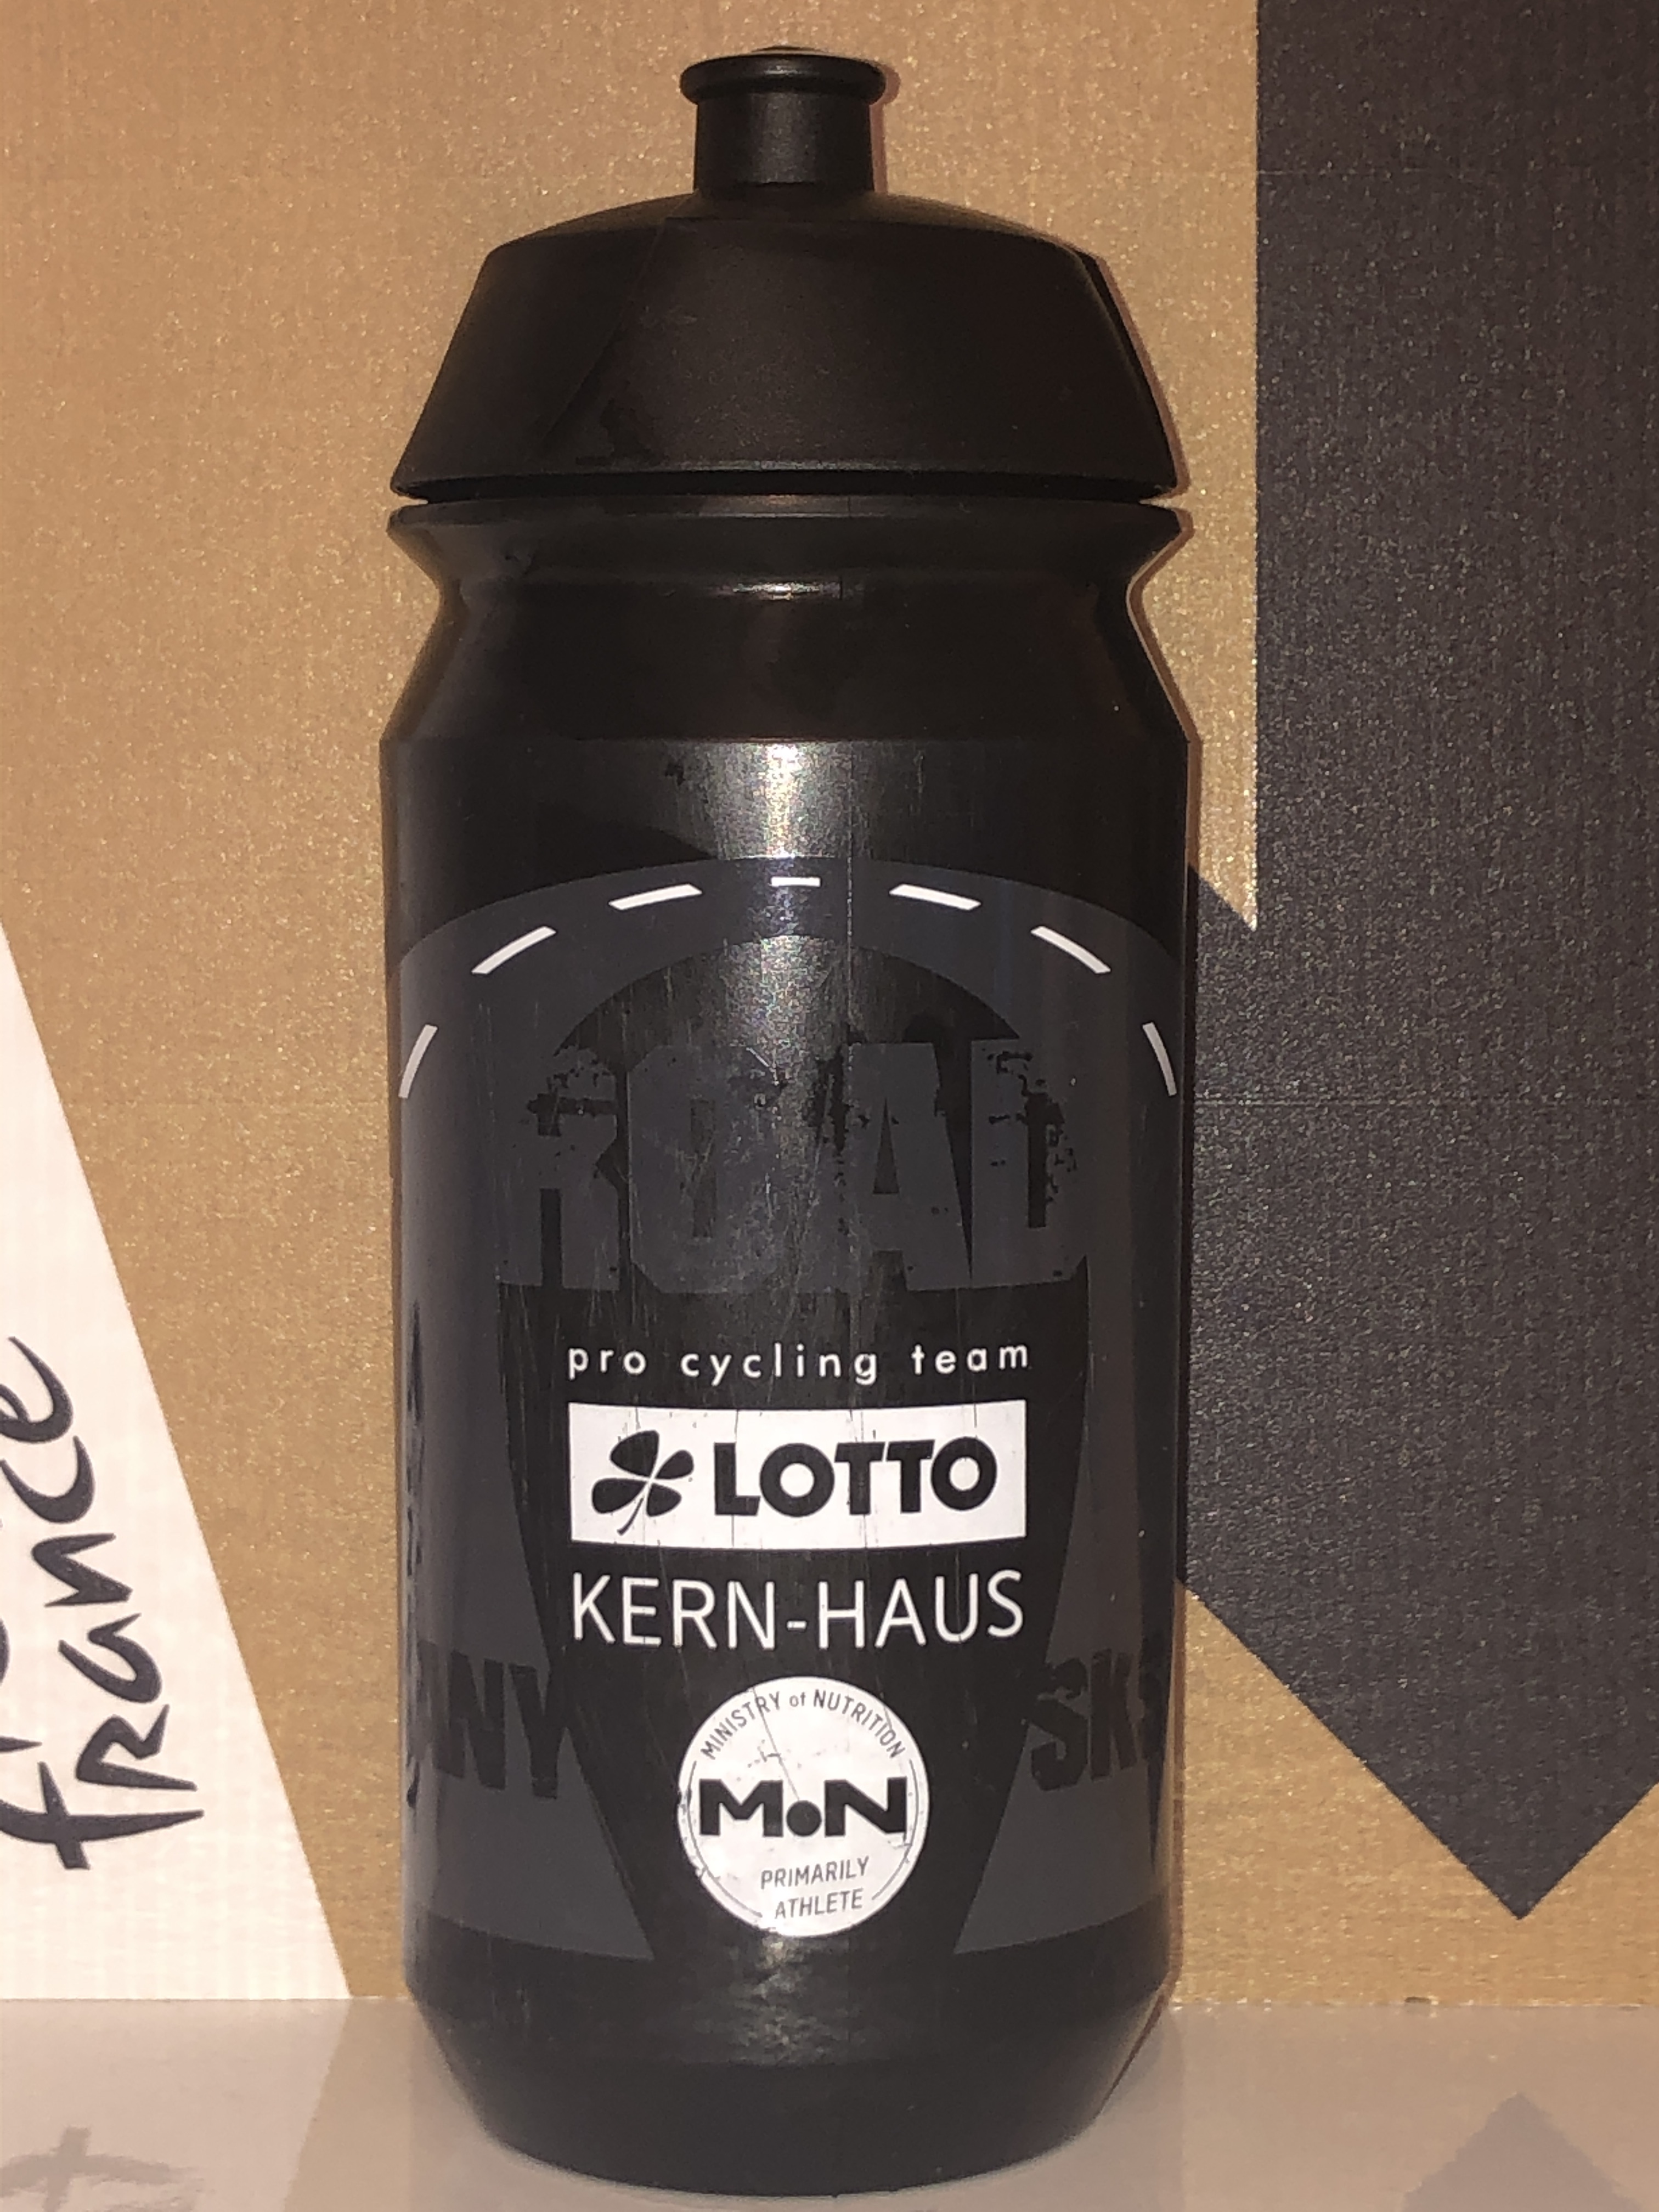 ROAD
pro cycling team
LOTTO
KERN-HAUS
MINISTRY of NUTRITION
M.N
PRIMARILY
ATHLETE
france